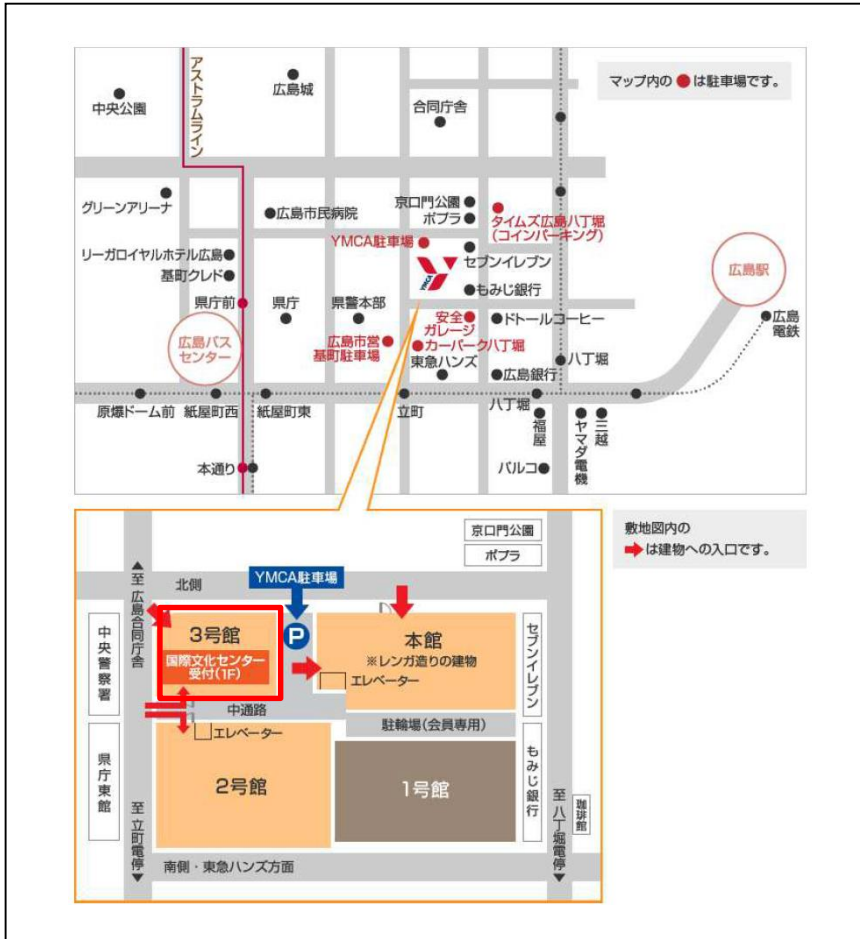 アストラムライン
広島城
マップ内の ● は駐車場です。
中央公園
合同庁舎
グリーンアリーナ
広島市民病院
京口門公園
ポプラ
タイムズ広島八丁堀
（コインパーキング）
YMCA駐車場
リーガロイヤルホテル広島
基町クレド
セブンイレブン
YMCA
もみじ銀行
広島駅
県庁前
県庁
県警本部
安全
ガレージ
ドトールコーヒー
広島
電鉄
広島バス
センター
広島市営
基町駐車場
カーパーク八丁堀
東急ハンズ
八丁堀
広島銀行
原爆ドーム前
紙屋町西
紙屋町東
立町
八丁堀
福屋
ヤマダ電機
三越
本通り
パルコ
京口門公園
ポプラ
敷地図内の
➡ は建物への入口です。
▲至 広島合同庁舎
北側
YMCA駐車場
P
中央警察署
3号館
国際文化センター
受付（1F）
本館
※レンガ造りの建物
エレベーター
セブンイレブン
中通路
駐輪場（会員専用）
エレベーター
県庁東館
2号館
1号館
もみじ銀行
至 立町電停▼
至 八丁堀電停▼
珈琲館
南側・東急ハンズ方面